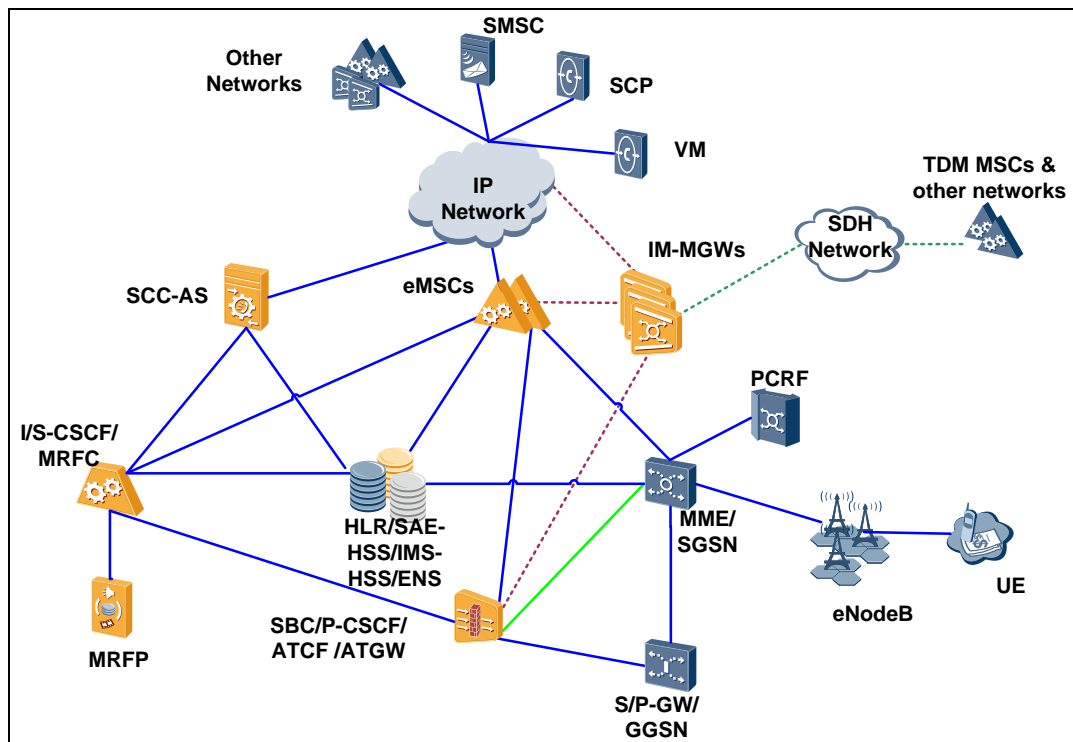 SMSC
Other
Networks
SCP
VM
IP
Network
TDM MSCs &
other networks
SDH
Network
IM-MGWs
eMSCs
SCC-AS
PCRF
I/S-CSCF/
MRFC
HLR/SAE-
HSS/IMS-
HSS/ENS
MME/
SGSN
UE
eNodeB
SBC/P-CSCF/
ATCF /ATGW
MRFP
S/P-GW/
GGSN